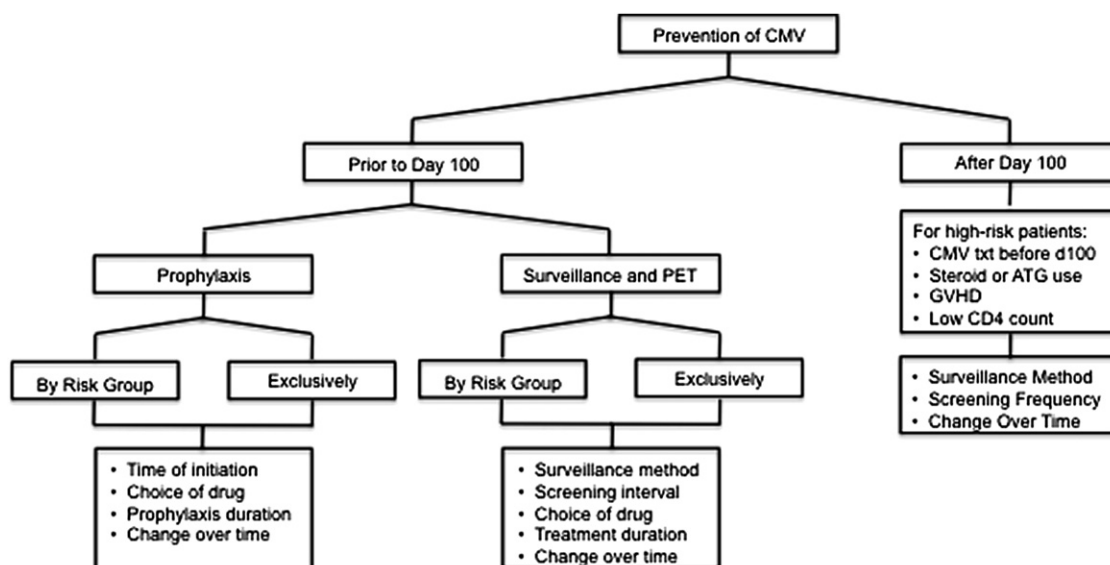 Prevention of CMV
Prior to Day 100
After Day 100
Prophylaxis
Surveillance and PET
For high-risk patients:
• CMV txt before d100
• Steroid or ATG use
• GVHD
• Low CD4 count
By Risk Group
Exclusively
By Risk Group
Exclusively
• Surveillance Method
• Screening Frequency
• Change Over Time
• Time of initiation
• Choice of drug
• Prophylaxis duration
• Change over time
• Surveillance method
• Screening interval
• Choice of drug
• Treatment duration
• Change over time